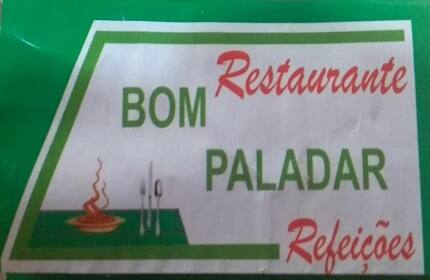 Restaurante
BOM
PALADAR
Refeições